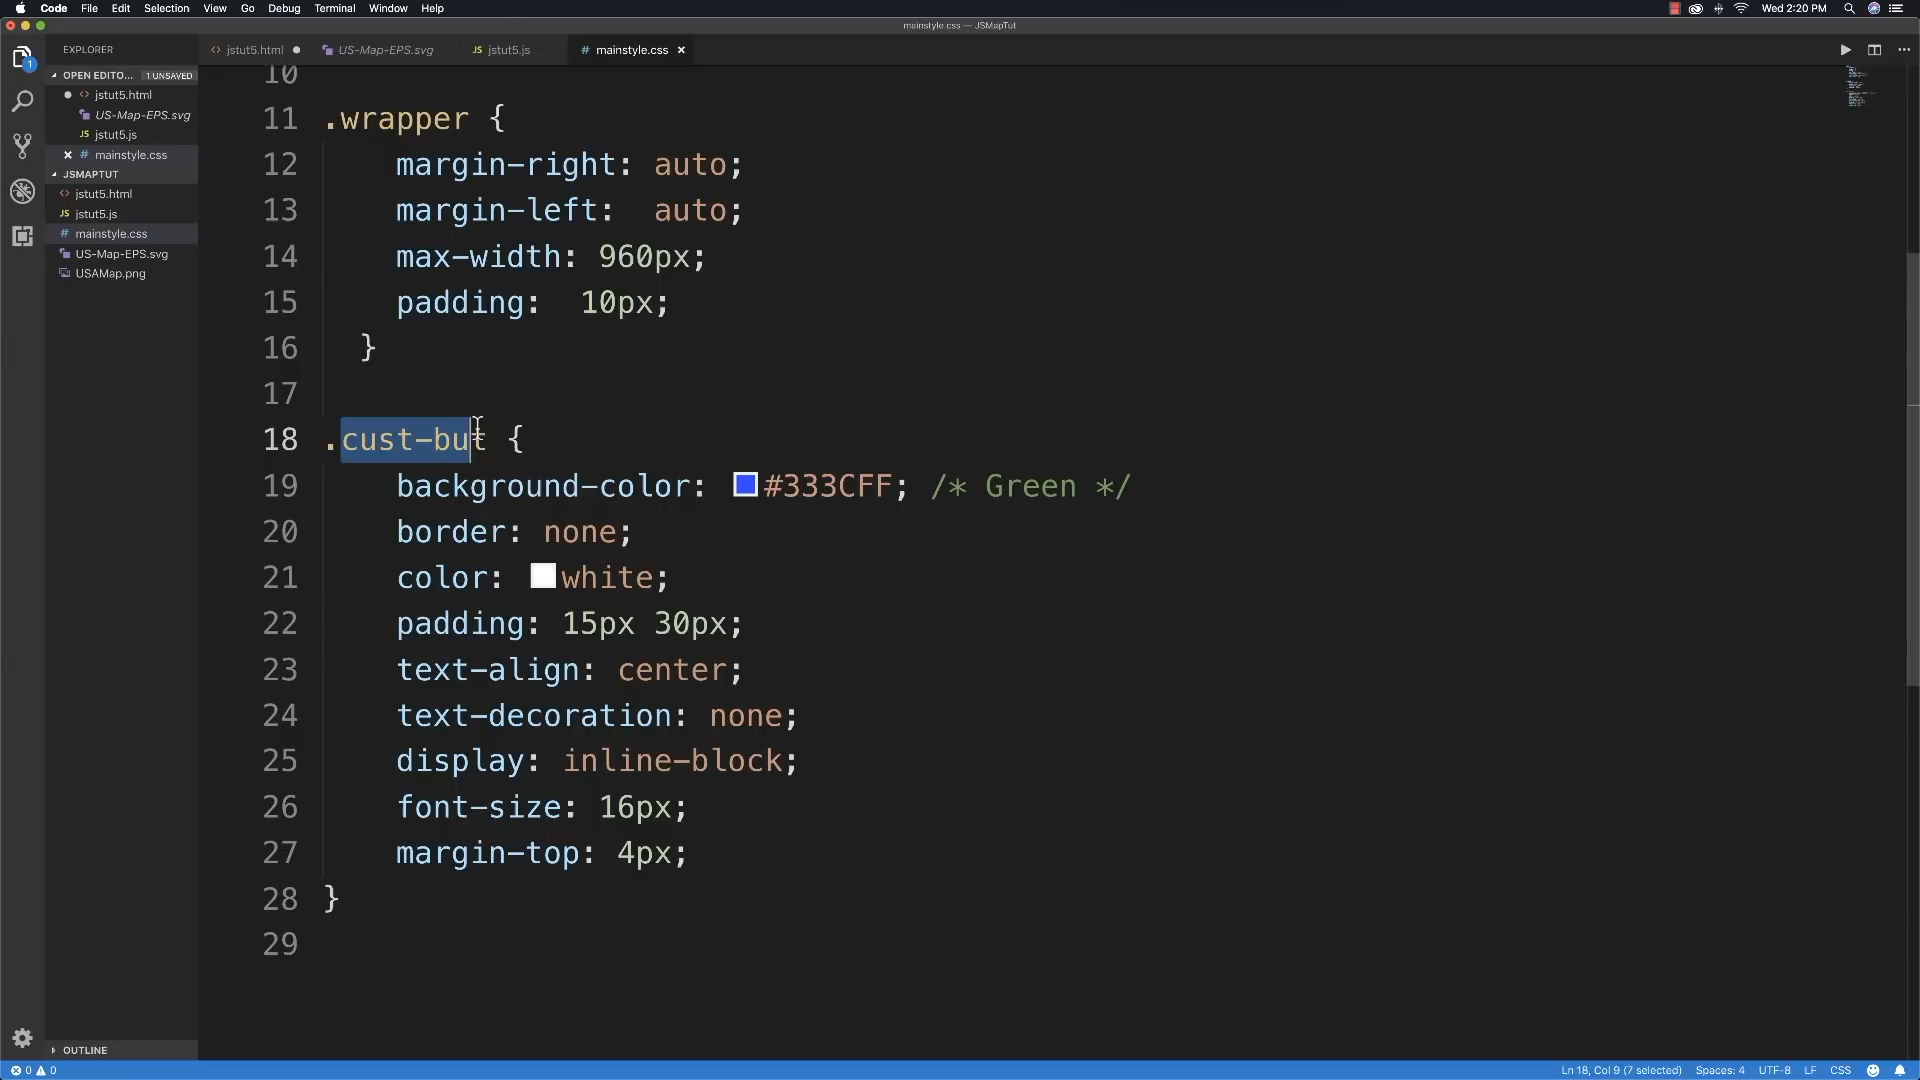 Code File Edit Selection View Go Debug Terminal Window Help Wed 2:20 PM
mainstyle.css — JSMapTut
EXPLORER
jstut5.html
US-Map-EPS.svg
JS jstut5.js
# mainstyle.css
OPEN EDITO... 1 UNSAVED
jstut5.html
US-Map-EPS.svg
JS jstut5.js
# mainstyle.css
JSMAPTUT
jstut5.html
JS jstut5.js
# mainstyle.css
US-Map-EPS.svg
USAMap.png
OUTLINE
1
10
11 .wrapper {
12 margin-right: auto;
13 margin-left: auto;
14 max-width: 960px;
15 padding: 10px;
16 }
17
18 .cust-but {
19 background-color: #333CFF; /* Green */
20 border: none;
21 color: white;
22 padding: 15px 30px;
23 text-align: center;
24 text-decoration: none;
25 display: inline-block;
26 font-size: 16px;
27 margin-top: 4px;
28 }
29
0 0 Ln 18, Col 9 (7 selected) Spaces: 4 UTF-8 LF CSS